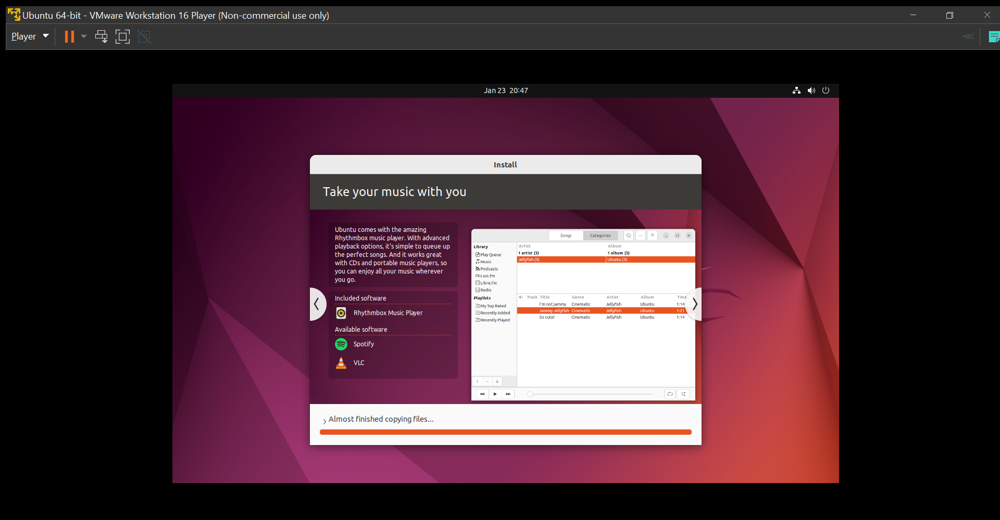 Ubuntu 64-bit - VMware Workstation 16 Player (Non-commercial use only)
Player
Jan 23 20:47
Install
Take your music with you
Ubuntu comes with the amazing
Rhythmbox music player. With advanced
playback options, it's simple to queue up
the perfect songs. And it works great
with CDs and portable music players, so
you can enjoy all your music wherever
you go.
Included software
Rhythmbox Music Player
Available software
Spotify
VLC
Songs Categories
Library
Play Queue
Music
Podcasts
Last.fm
Libre.fm
Radio
Playlists
My Top Rated
Recently Added
Recently Played
Artist Album
1 artist (3) 1 album (3)
Jellyfish (3) Ubuntu (3)
Track Title Genre Artist Album Time
I'm not jammy Cinematic Jellyfish Ubuntu 1:14
Jammy Jellyfish Cinematic Jellyfish Ubuntu 1:21
So cute! Cinematic Jellyfish Ubuntu 1:14
Almost finished copying files...